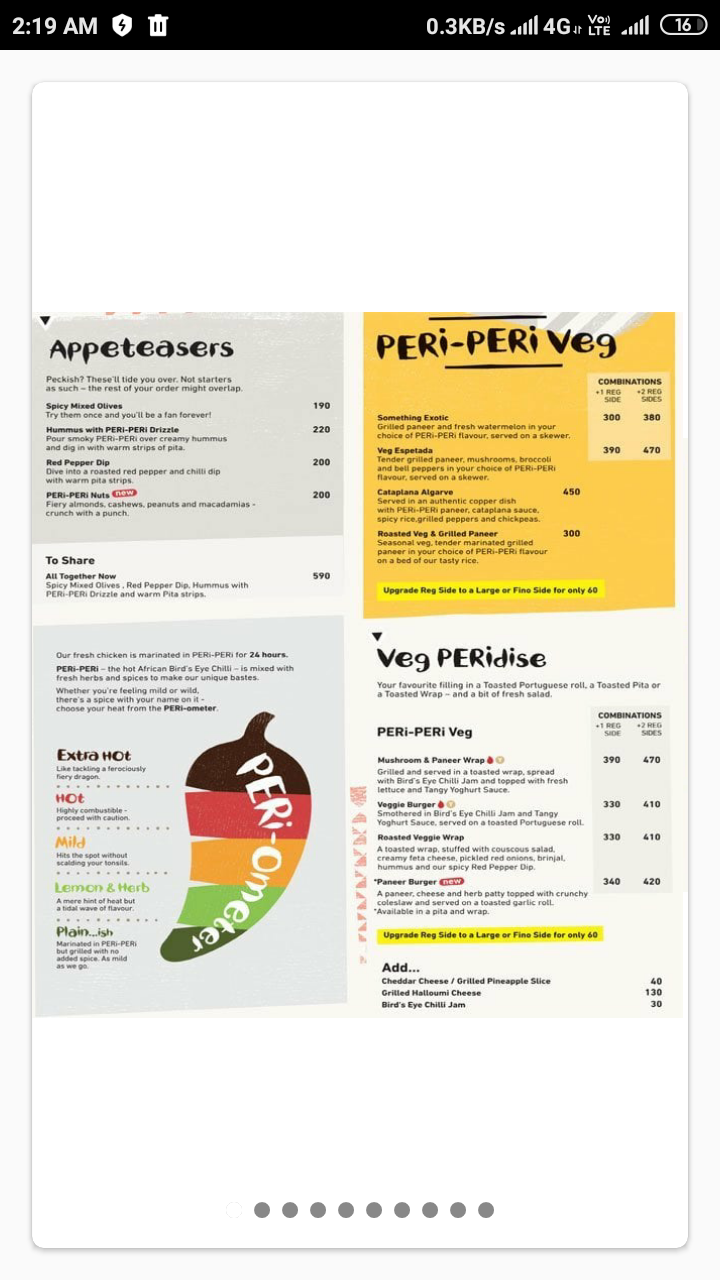 2:19 AM
0.3KB/s 4G Vo)) LTE 16
Appeteasers
Peckish? These'll tide you over. Not starters
as such – the rest of your order might overlap.
Spicy Mixed Olives 190
Try them once and you'll be a fan forever!
Hummus with PERi-PERi Drizzle 220
Pour smoky PERi-PERi over creamy hummus
and dig in with warm strips of pita.
Red Pepper Dip 200
Dive into a roasted red pepper and chilli dip
with warm pita strips.
PERi-PERi Nuts new 200
Fiery almonds, cashews, peanuts and macadamias -
crunch with a punch.
To Share
All Together Now 590
Spicy Mixed Olives , Red Pepper Dip, Hummus with
PERi-PERi Drizzle and warm Pita strips.
Our fresh chicken is marinated in PERi-PERi for 24 hours.
PERi-PERi – the hot African Bird's Eye Chilli – is mixed with
fresh herbs and spices to make our unique bastes.
Whether you're feeling mild or wild,
there's a spice with your name on it -
choose your heat from the PERi-ometer.
Extra Hot
Like tackling a ferociously
fiery dragon.
Hot
Highly combustible -
proceed with caution.
Mild
Hits the spot without
scalding your tonsils.
Lemon & Herb
A mere hint of heat but
a tidal wave of flavour.
Plain...ish
Marinated in PERi-PERi
but grilled with no
added spice. As mild
as we go.
PERi-Ometer
PERi-PERi Veg
COMBINATIONS
+1 REG SIDE +2 REG SIDES
Something Exotic 300 380
Grilled paneer and fresh watermelon in your
choice of PERi-PERi flavour, served on a skewer.
Veg Espetada 390 470
Tender grilled paneer, mushrooms, broccoli
and bell peppers in your choice of PERi-PERi
flavour, served on a skewer.
Cataplana Algarve 450
Served in an authentic copper dish
with PERi-PERi paneer, cataplana sauce,
spicy rice,grilled peppers and chickpeas.
Roasted Veg & Grilled Paneer 300
Seasonal veg, tender marinated grilled
paneer in your choice of PERi-PERi flavour
on a bed of our tasty rice.
Upgrade Reg Side to a Large or Fino Side for only 60
Veg PERidise
Your favourite filling in a Toasted Portuguese roll, a Toasted Pita or
a Toasted Wrap – and a bit of fresh salad.
COMBINATIONS
+1 REG SIDE +2 REG SIDES
PERi-PERi Veg
Mushroom & Paneer Wrap 390 470
Grilled and served in a toasted wrap, spread
with Bird's Eye Chilli Jam and topped with fresh
lettuce and Tangy Yoghurt Sauce.
Veggie Burger 330 410
Smothered in Bird's Eye Chilli Jam and Tangy
Yoghurt Sauce, served on a toasted Portuguese roll.
Roasted Veggie Wrap 330 410
A toasted wrap, stuffed with couscous salad,
creamy feta cheese, pickled red onions, brinjal,
hummus and our spicy Red Pepper Dip.
*Paneer Burger new 340 420
A paneer, cheese and herb patty topped with crunchy
coleslaw and served on a toasted garlic roll.
*Available in a pita and wrap.
Upgrade Reg Side to a Large or Fino Side for only 60
Add...
Cheddar Cheese / Grilled Pineapple Slice 40
Grilled Halloumi Cheese 130
Bird's Eye Chilli Jam 30